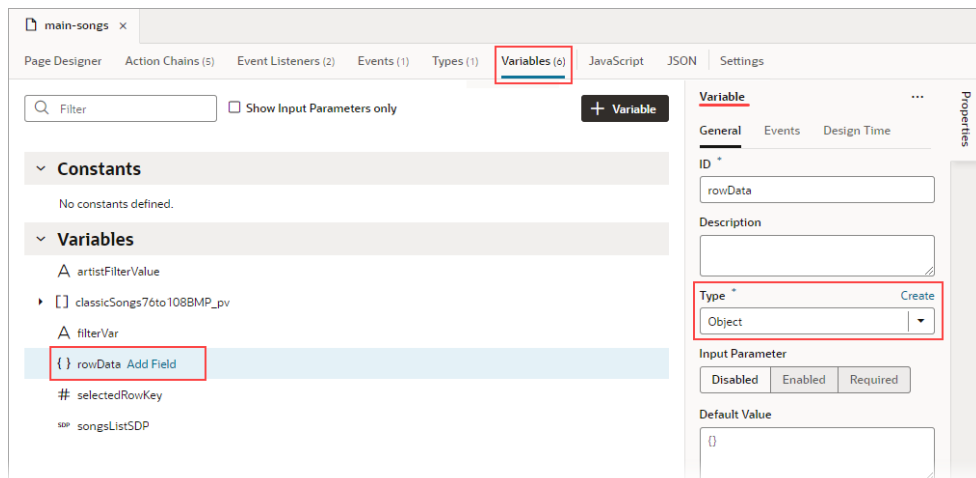 main-songs ×
Page Designer Action Chains (5) Event Listeners (2) Events (1) Types (1) Variables (6) JavaScript JSON Settings
Filter Show Input Parameters only + Variable
Constants
No constants defined.
Variables
A artistFilterValue
[ ] classicSongs76to108BMP_pv
A filterVar
{ } rowData Add Field
# selectedRowKey
SDP songsListSDP
Variable ...
General Events Design Time
ID *
rowData
Description
Type * Create
Object
Input Parameter
Disabled Enabled Required
Default Value
{}
Properties